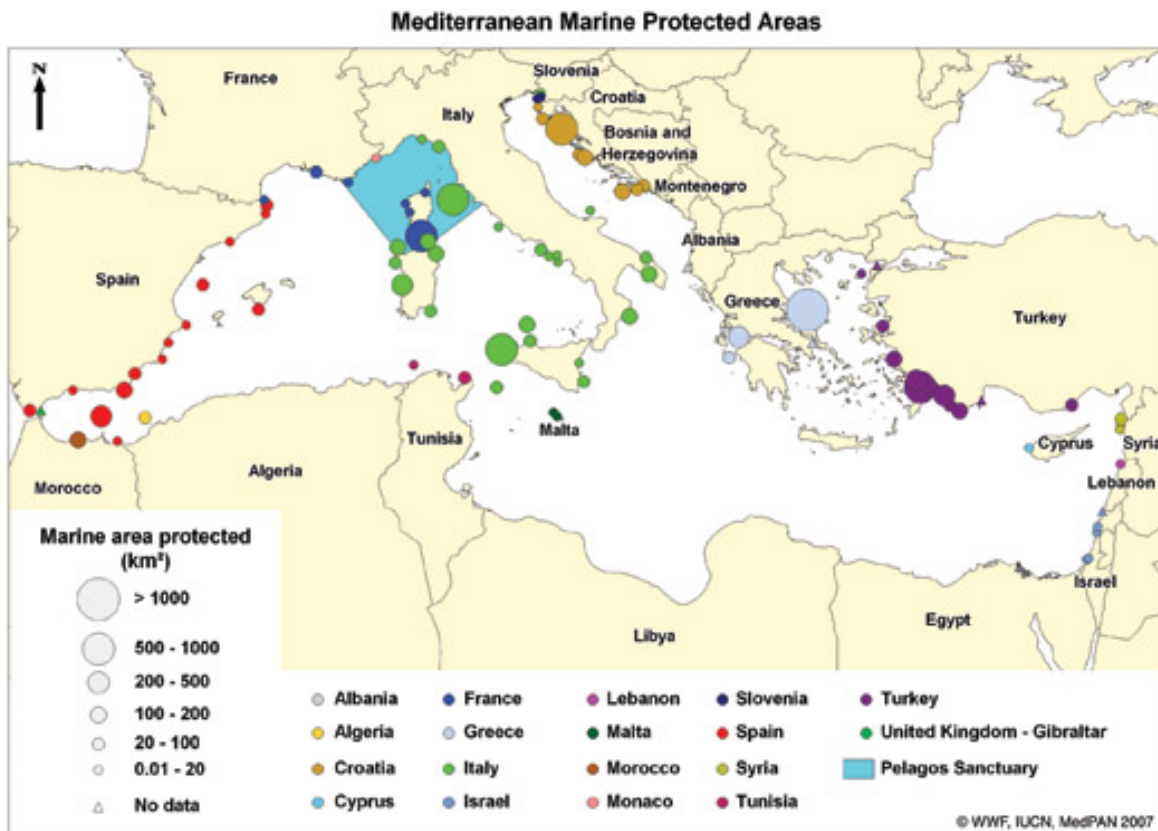 Mediterranean Marine Protected Areas
N
France
Slovenia
Croatia
Italy
Bosnia and
Herzegovina
Montenegro
Albania
Spain
Greece
Turkey
Malta
Tunisia
Cyprus
Syria
Lebanon
Algeria
Morocco
Israel
Libya
Egypt
Marine area protected
(km²)
> 1000
500 - 1000
200 - 500
100 - 200
20 - 100
0.01 - 20
No data
Albania
Algeria
Croatia
Cyprus
France
Greece
Italy
Israel
Lebanon
Malta
Morocco
Monaco
Slovenia
Spain
Syria
Tunisia
Turkey
United Kingdom - Gibraltar
Pelagos Sanctuary
© WWF, IUCN, MedPAN 2007